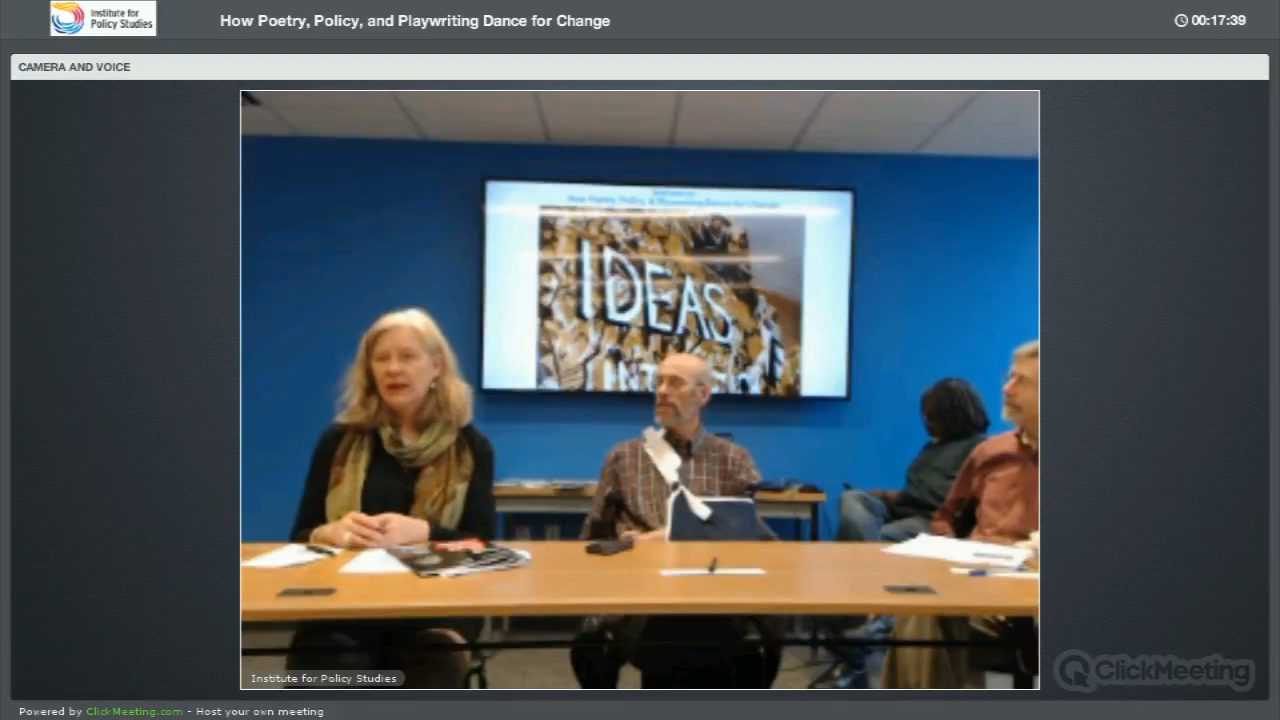 Institute for
Policy Studies
How Poetry, Policy, and Playwriting Dance for Change
00:17:39
CAMERA AND VOICE
How Poetry, Policy, & Playwriting Dance for Change
IDEAS
INT
Institute for Policy Studies
ClickMeeting
Powered by ClickMeeting.com - Host your own meeting